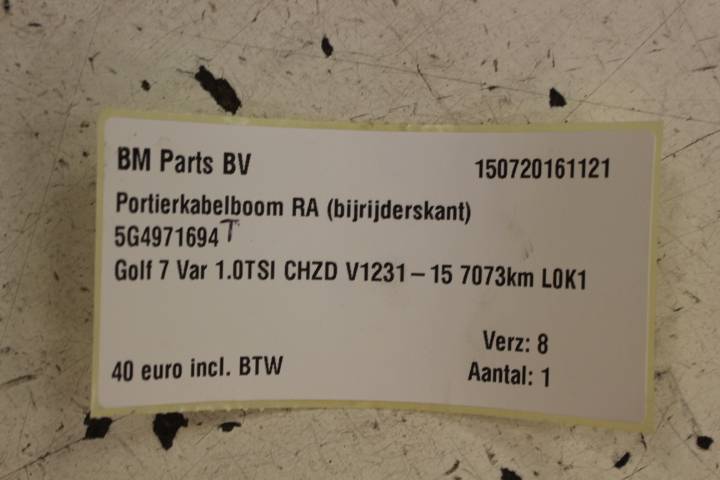 BM Parts BV 150720161121
Portierkabelboom RA (bijrijderskant)
5G4971694 T
Golf 7 Var 1.0TSI CHZD V1231-15 7073km L0K1
Verz: 8
40 euro incl. BTW Aantal: 1